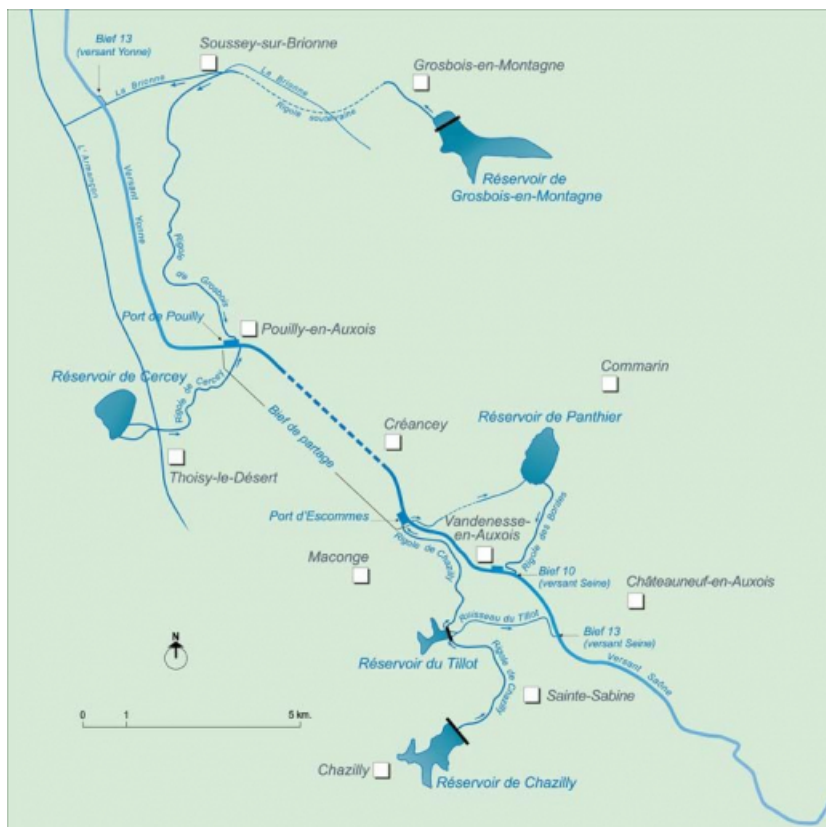 Bief 13
(versant Yonne)
Soussey-sur-Brionne
Grosbois-en-Montagne
La Brionne
La Brionne
Rigole souterraine
L'Armançon
Versant Yonne
Réservoir de
Grosbois-en-Montagne
Rigole de Grosbois
Port de Pouilly
Pouilly-en-Auxois
Réservoir de Cercey
Rigole de Cercey
Commarin
Bief de partage
Créancey
Réservoir de Panthier
Thoisy-le-Désert
Port d'Escommes
Vandenesse-
en-Auxois
Rigole des Bordes
Rigole de Chazilly
Maconge
Bief 10
(versant Seine)
Châteauneuf-en-Auxois
Ruisseau du Tillot
Bief 13
(versant Seine)
N
Réservoir du Tillot
Versant Saône
Rigole de Chazilly
Sainte-Sabine
0 1 5 km.
Chazilly
Réservoir de Chazilly